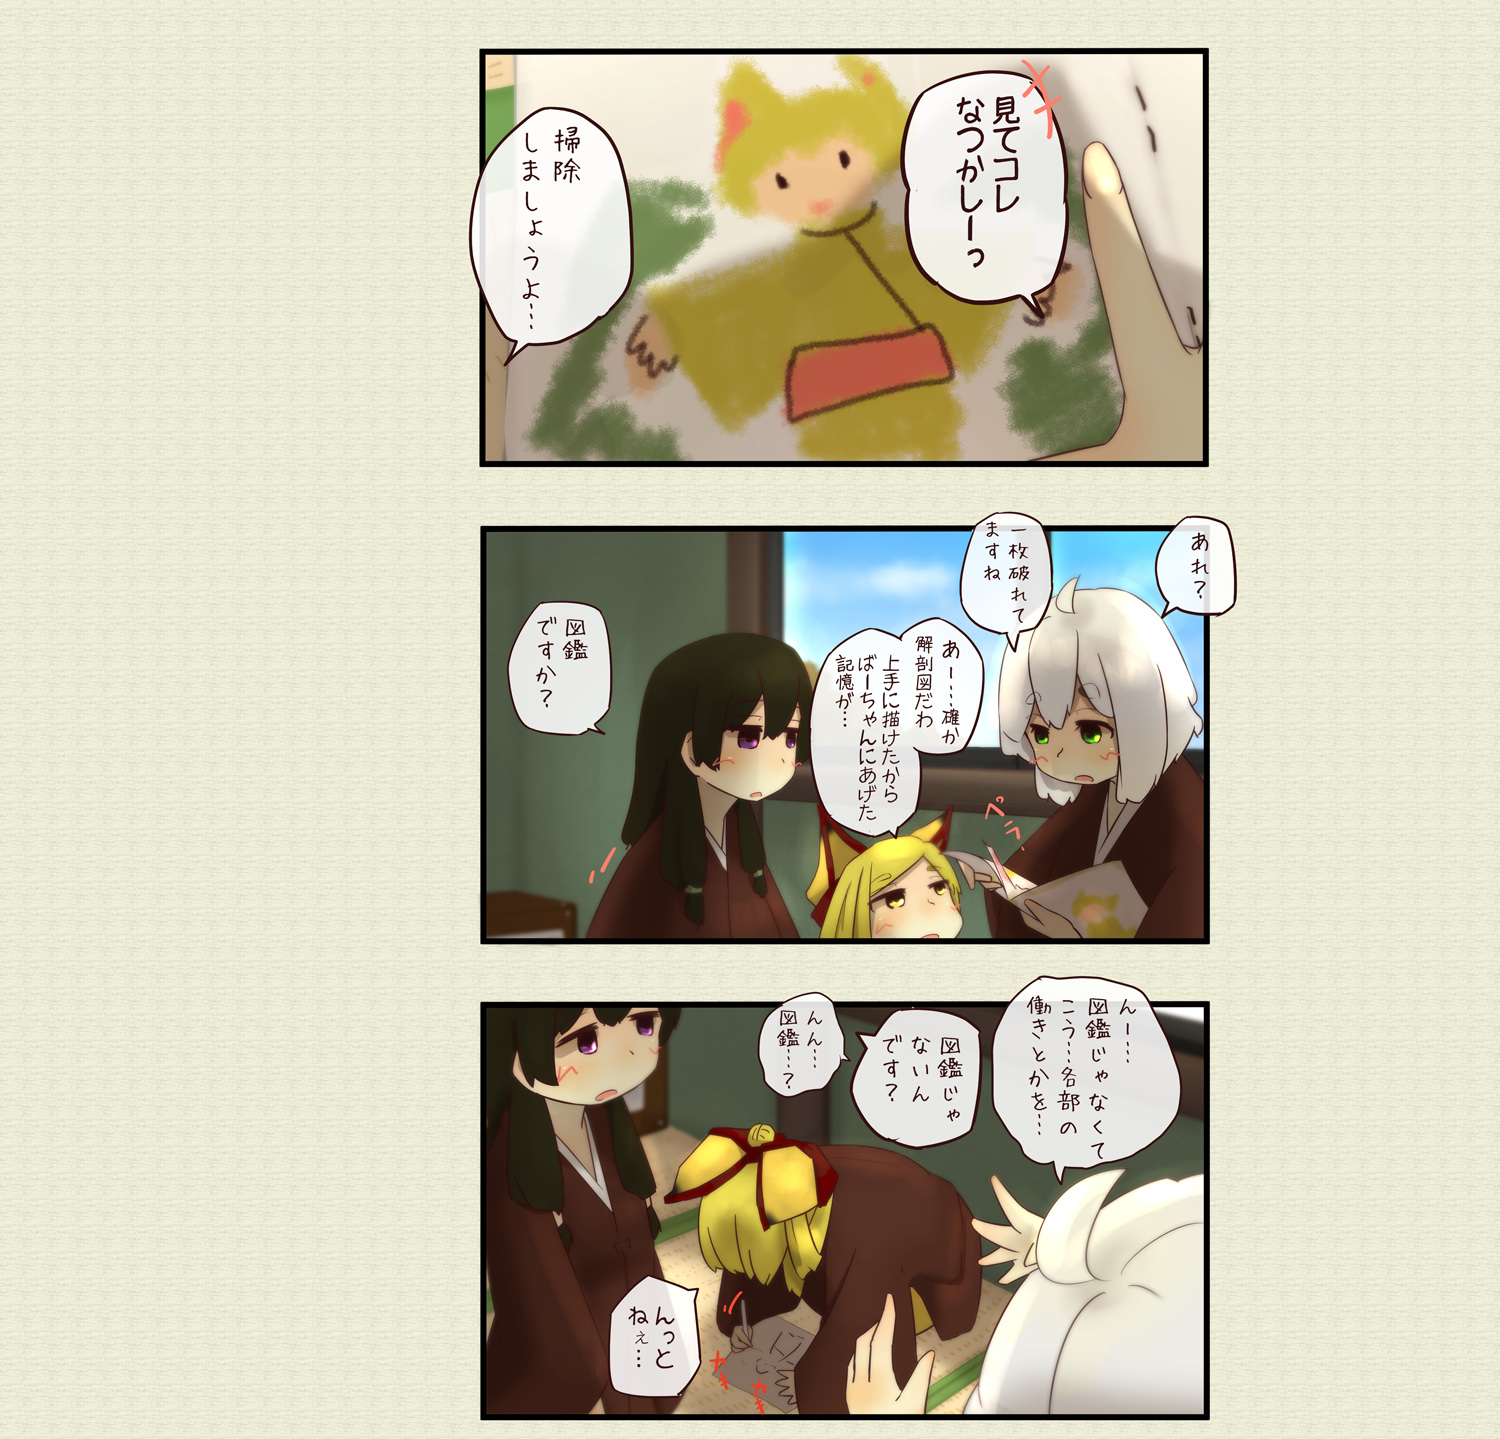 見てコレ
なつかしーっ
掃除
しましょうよ…
あれ?
一枚破れて
ますね
あー…確か
解剖図だわ
上手に描けたから
ばーちゃんにあげた
記憶が…
図鑑
ですか?
ペラ
んー…
図鑑じゃなくて
こう…各部の
働きとかを…
図鑑じゃ
ないん
です?
んん…
図鑑…?
んっと
ねぇ…
カキ
カキ